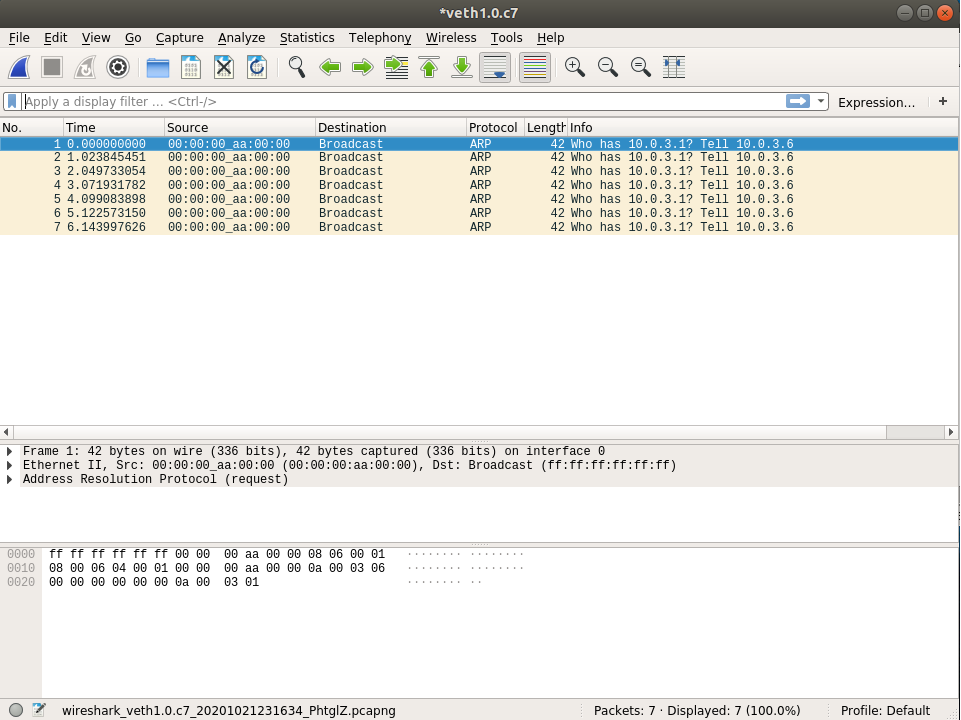 *veth1.0.c7
File Edit View Go Capture Analyze Statistics Telephony Wireless Tools Help
Apply a display filter ... <Ctrl-/> Expression... +
No. Time Source Destination Protocol Length Info
1 0.000000000 00:00:00_aa:00:00 Broadcast ARP 42 Who has 10.0.3.1? Tell 10.0.3.6
2 1.023845451 00:00:00_aa:00:00 Broadcast ARP 42 Who has 10.0.3.1? Tell 10.0.3.6
3 2.049733054 00:00:00_aa:00:00 Broadcast ARP 42 Who has 10.0.3.1? Tell 10.0.3.6
4 3.071931782 00:00:00_aa:00:00 Broadcast ARP 42 Who has 10.0.3.1? Tell 10.0.3.6
5 4.099083898 00:00:00_aa:00:00 Broadcast ARP 42 Who has 10.0.3.1? Tell 10.0.3.6
6 5.122573150 00:00:00_aa:00:00 Broadcast ARP 42 Who has 10.0.3.1? Tell 10.0.3.6
7 6.143997626 00:00:00_aa:00:00 Broadcast ARP 42 Who has 10.0.3.1? Tell 10.0.3.6
Frame 1: 42 bytes on wire (336 bits), 42 bytes captured (336 bits) on interface 0
Ethernet II, Src: 00:00:00_aa:00:00 (00:00:00:aa:00:00), Dst: Broadcast (ff:ff:ff:ff:ff:ff)
Address Resolution Protocol (request)
0000 ff ff ff ff ff ff 00 00 00 aa 00 00 08 06 00 01 ········ ········
0010 08 00 06 04 00 01 00 00 00 aa 00 00 0a 00 03 06 ········ ········
0020 00 00 00 00 00 00 0a 00 03 01 ········ ··
wireshark_veth1.0.c7_20201021231634_PhtglZ.pcapng Packets: 7 · Displayed: 7 (100.0%) Profile: Default